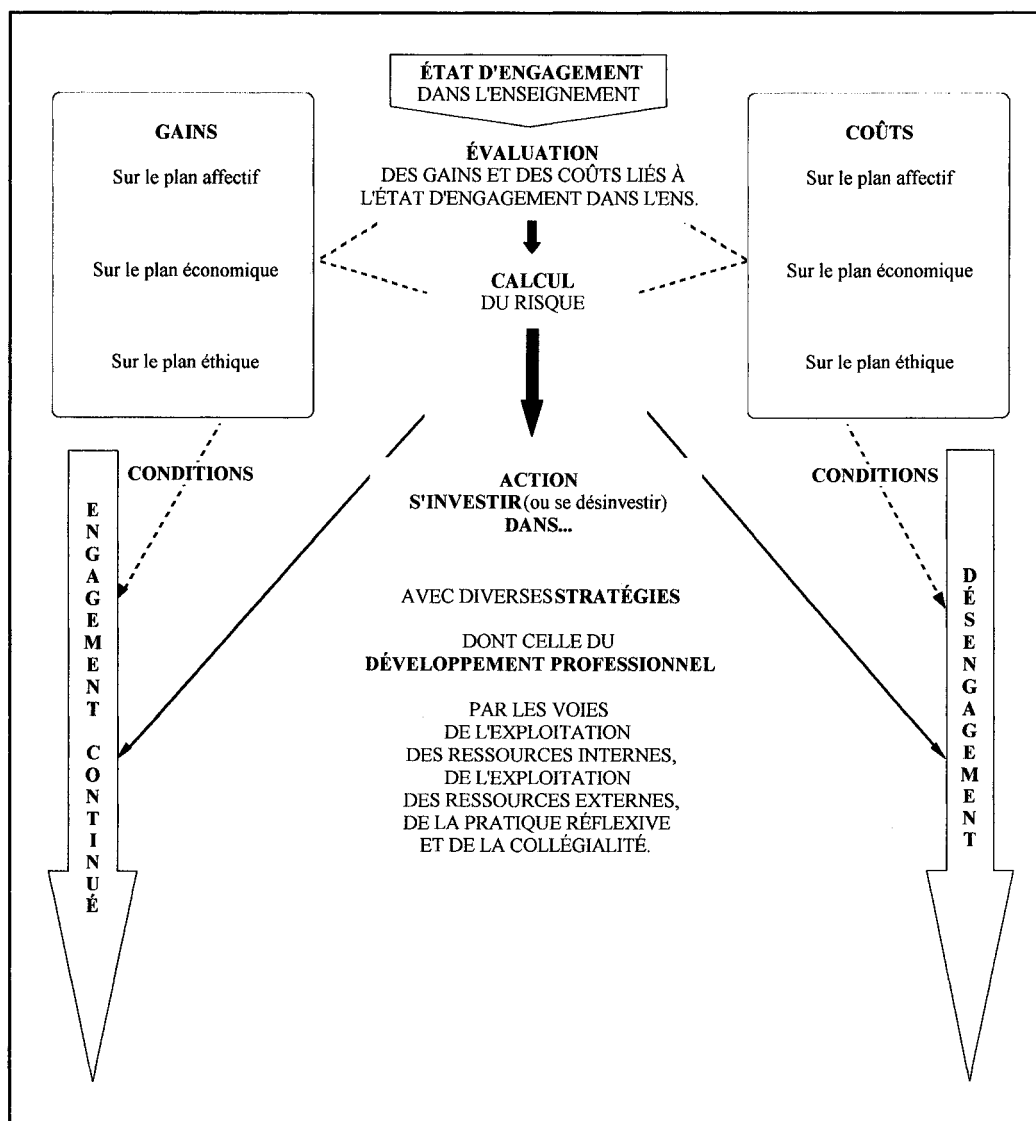 ÉTAT D'ENGAGEMENT
DANS L'ENSEIGNEMENT
GAINS
Sur le plan affectif
Sur le plan économique
Sur le plan éthique
ÉVALUATION
DES GAINS ET DES COÛTS LIÉS À
L'ÉTAT D'ENGAGEMENT DANS L'ENS.
CALCUL
DU RISQUE
COÛTS
Sur le plan affectif
Sur le plan économique
Sur le plan éthique
CONDITIONS
CONDITIONS
ENGAGEMENT CONTINUÉ
ACTION
S'INVESTIR (ou se désinvestir)
DANS...
AVEC DIVERSES STRATÉGIES
DONT CELLE DU
DÉVELOPPEMENT PROFESSIONNEL
PAR LES VOIES
DE L'EXPLOITATION
DES RESSOURCES INTERNES,
DE L'EXPLOITATION
DES RESSOURCES EXTERNES,
DE LA PRATIQUE RÉFLEXIVE
ET DE LA COLLÉGIALITÉ.
DÉSENGAGEMENT